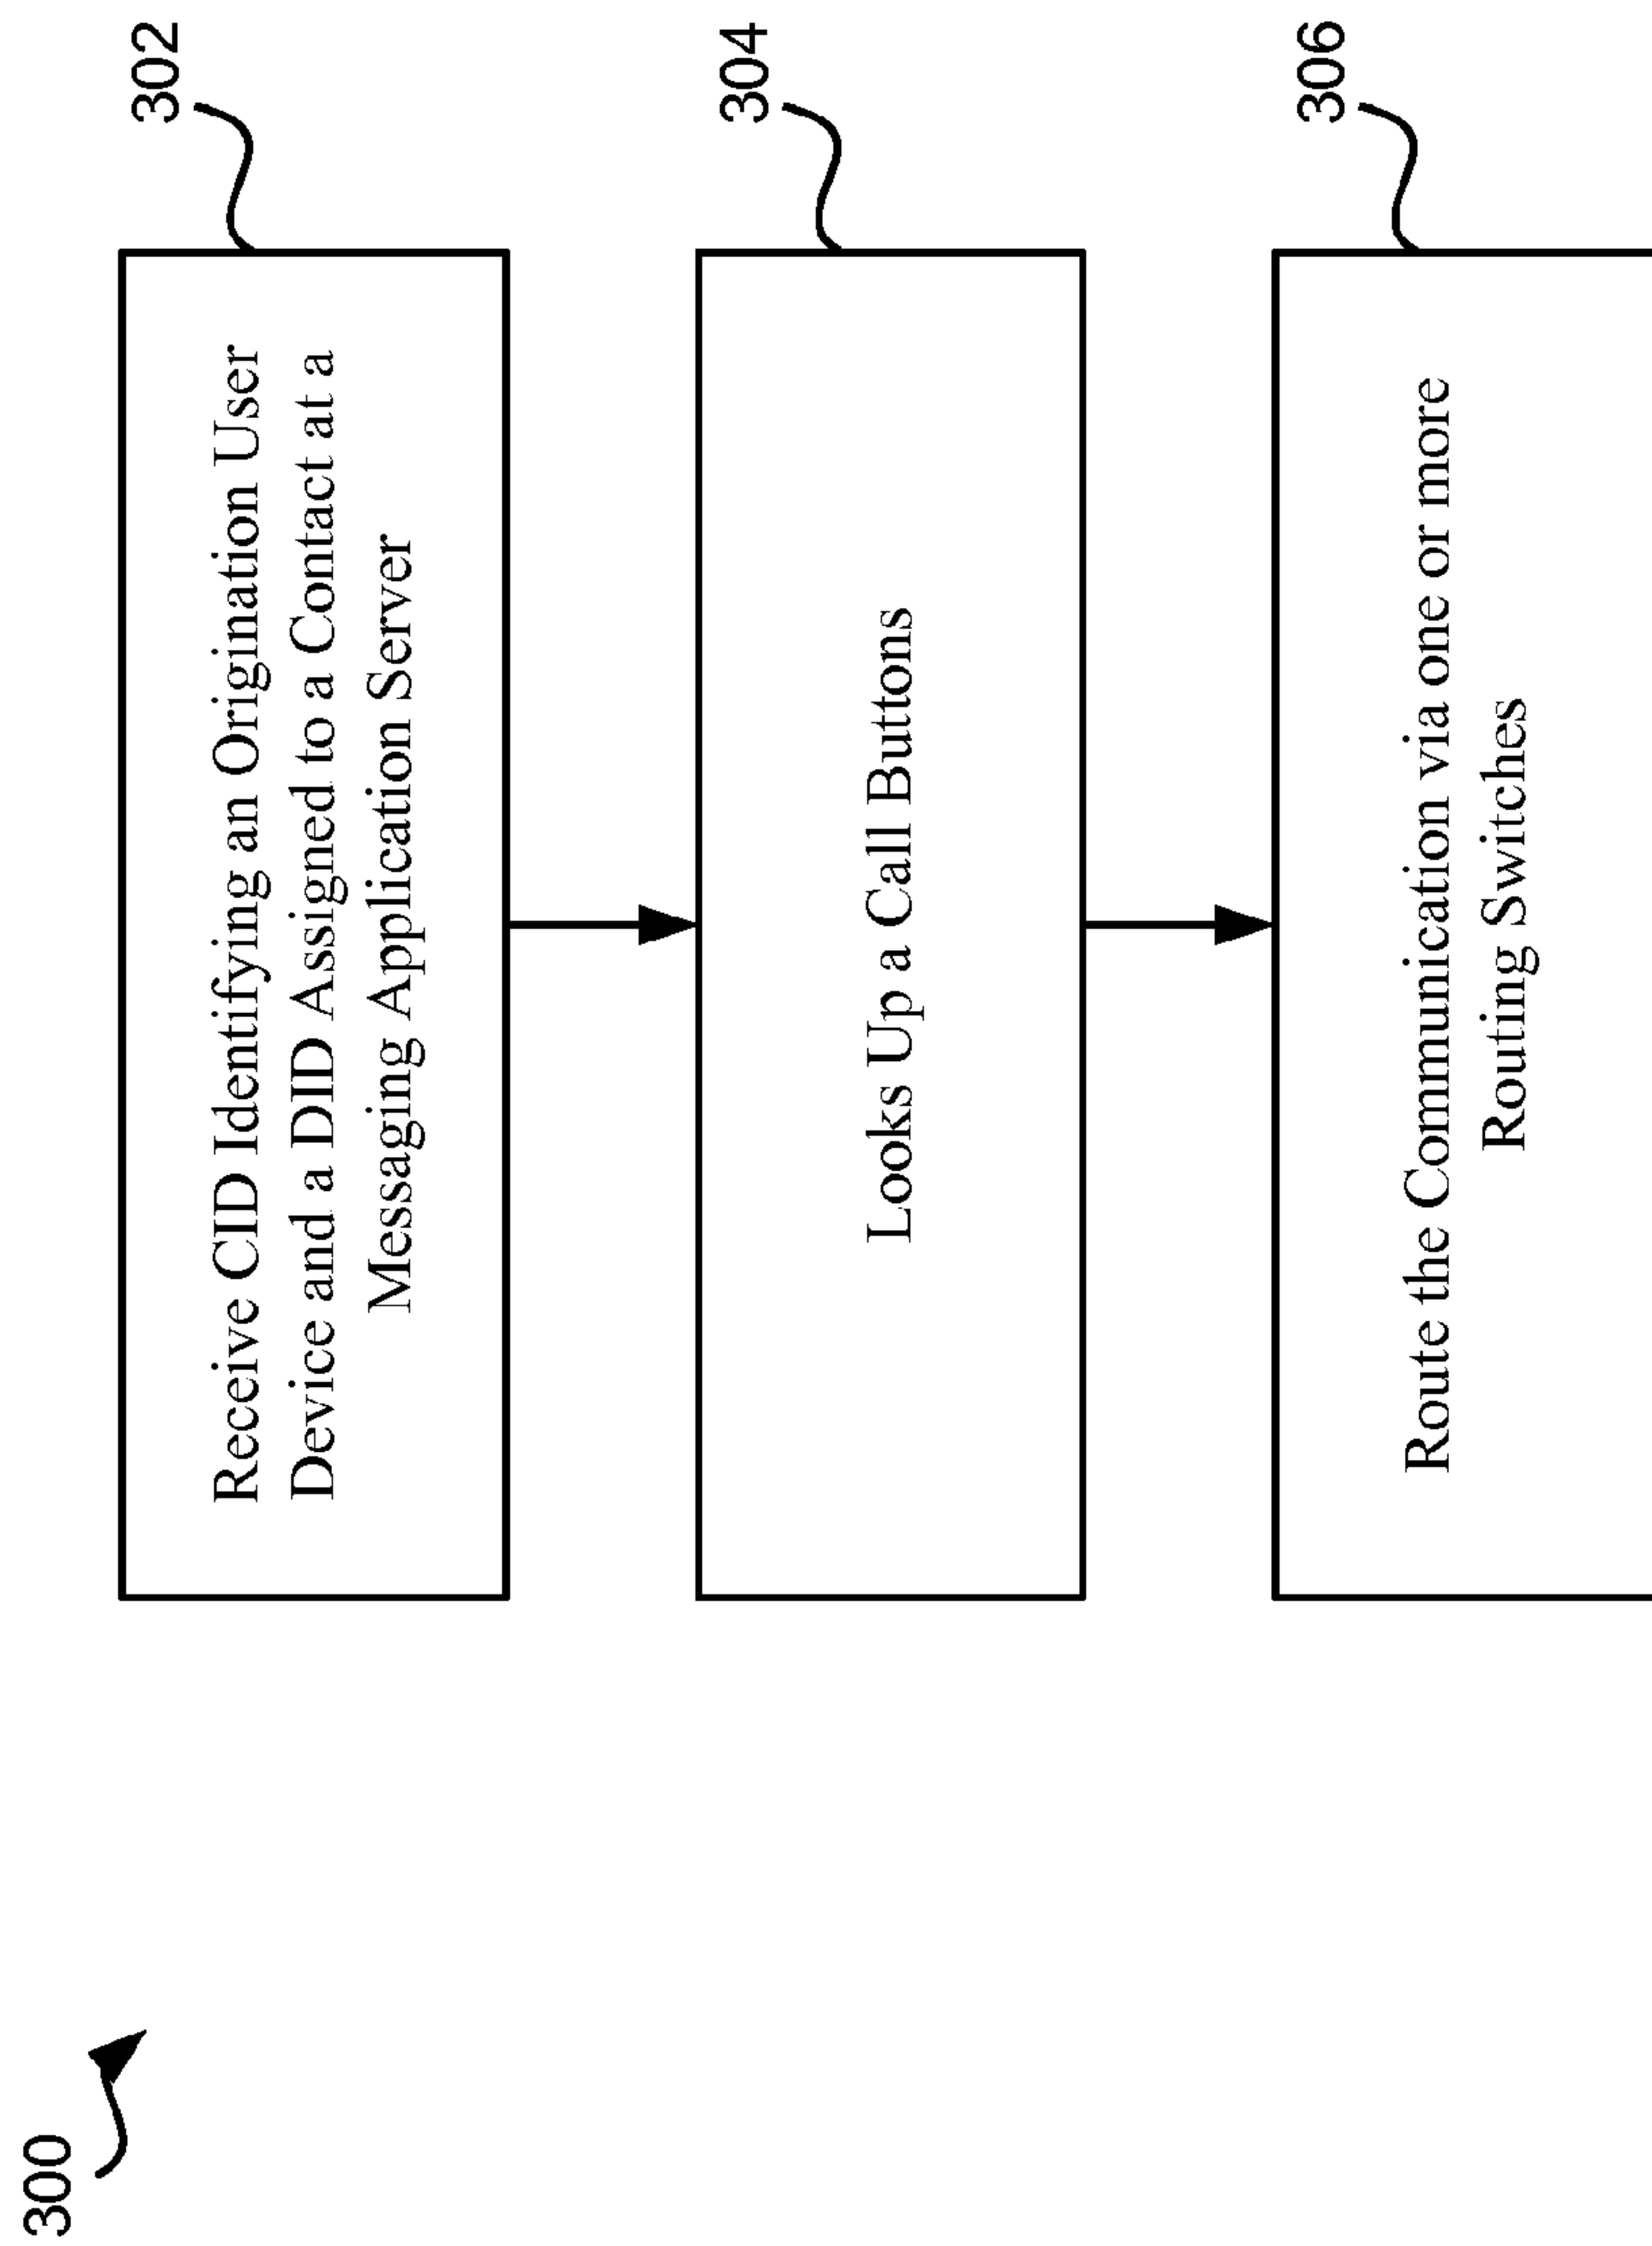 300
302
Receive CID Identifying an Origination User
Device and a DID Assigned to a Contact at a
Messaging Application Server
304
Looks Up a Call Buttons
306
Route the Communication via one or more
Routing Switches